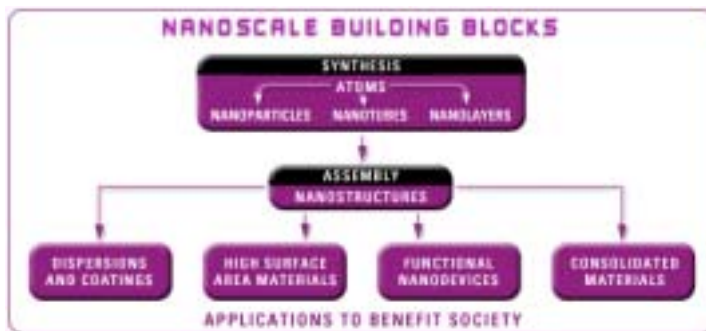 NANOSCALE BUILDING BLOCKS
SYNTHESIS
ATOMS
NANOPARTICLES NANOTUBES NANOLAYERS
ASSEMBLY
NANOSTRUCTURES
DISPERSIONS
AND COATINGS
HIGH SURFACE
AREA MATERIALS
FUNCTIONAL
NANODEVICES
CONSOLIDATED
MATERIALS
APPLICATIONS TO BENEFIT SOCIETY